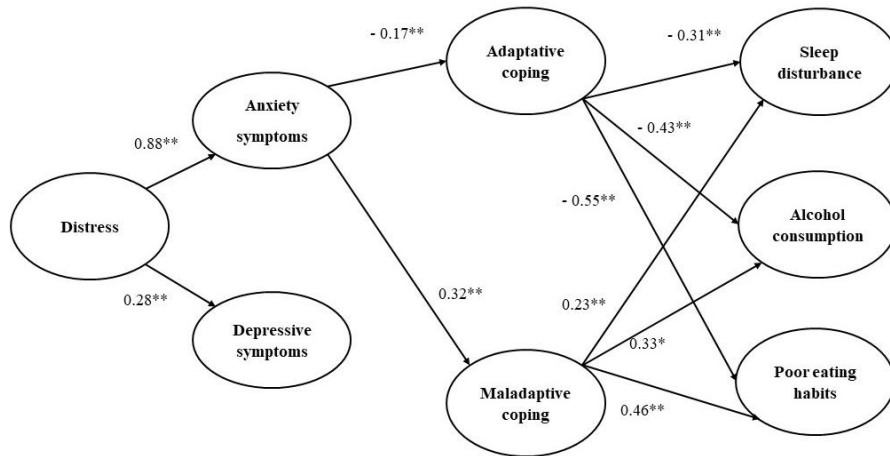 - 0.17**
Adaptative
coping
- 0.31**
Sleep
disturbance
Anxiety
symptoms
0.88**
- 0.43**
- 0.55**
Distress
Alcohol
consumption
0.28**
0.32**
0.23**
Depressive
symptoms
0.33*
Poor eating
habits
Maladaptive
coping
0.46**